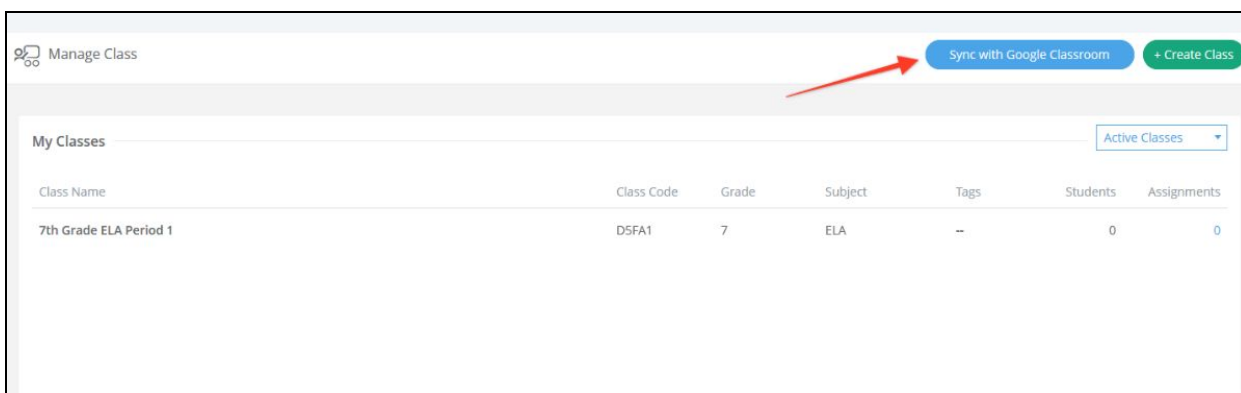 Manage Class
Sync with Google Classroom
+ Create Class
My Classes
Active Classes
Class Name Class Code Grade Subject Tags Students Assignments
7th Grade ELA Period 1 D5FA1 7 ELA -- 0 0